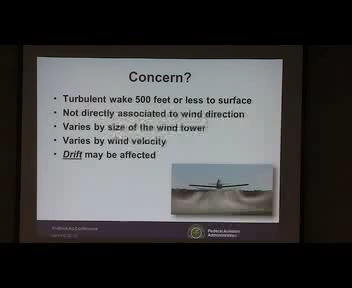 Concern?
• Turbulent wake 500 feet or less to surface
• Not directly associated to wind direction
• Varies by size of the wind tower
• Varies by wind velocity
• Drift may be affected
Federal Aviation
Administration